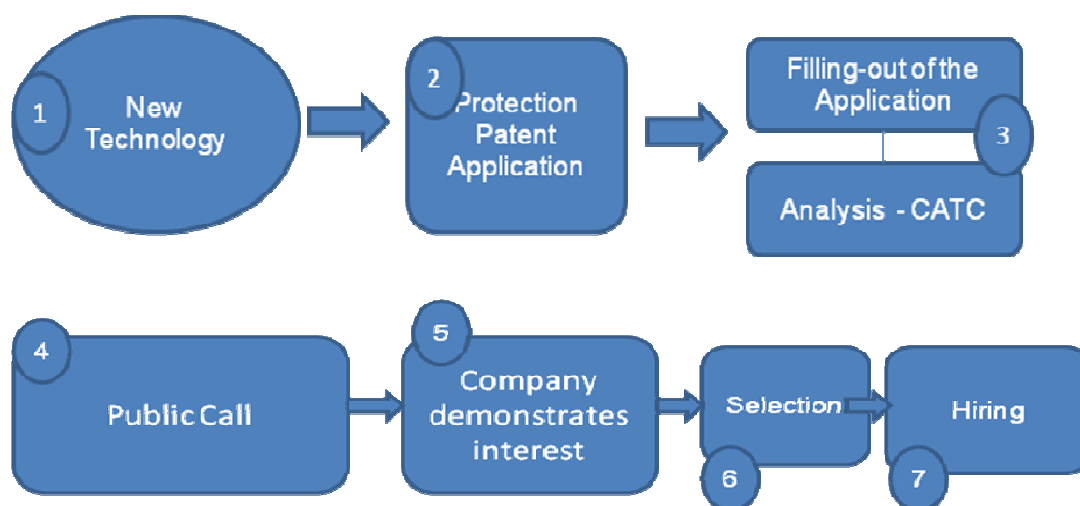 1
New
Technology
2
Protection
Patent
Application
Filling-out of the
Application
3
Analysis - CATC
4
Public Call
5
Company
demonstrates
interest
Selection
6
Hiring
7